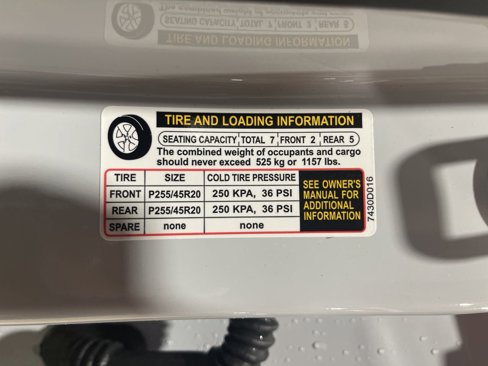 TIRE AND LOADING INFORMATION
SEATING CAPACITY TOTAL 7 FRONT 2 REAR 5
The combined weight of occupants and cargo
should never exceed 525 kg or 1157 lbs.
TIRE SIZE COLD TIRE PRESSURE
FRONT P255/45R20 250 KPA, 36 PSI
REAR P255/45R20 250 KPA, 36 PSI
SPARE none none
SEE OWNER'S
MANUAL FOR
ADDITIONAL
INFORMATION
7430D016